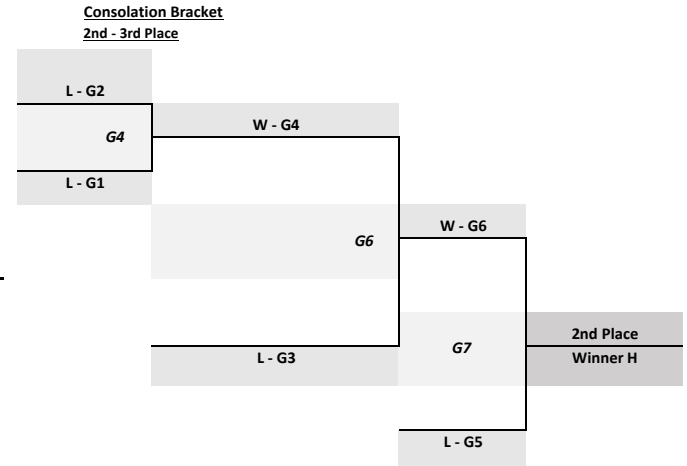 Consolation Bracket
2nd - 3rd Place
L - G2
G4
W - G4
L - G1
W - G6
G6
2nd Place
G7
L - G3
Winner H
L - G5